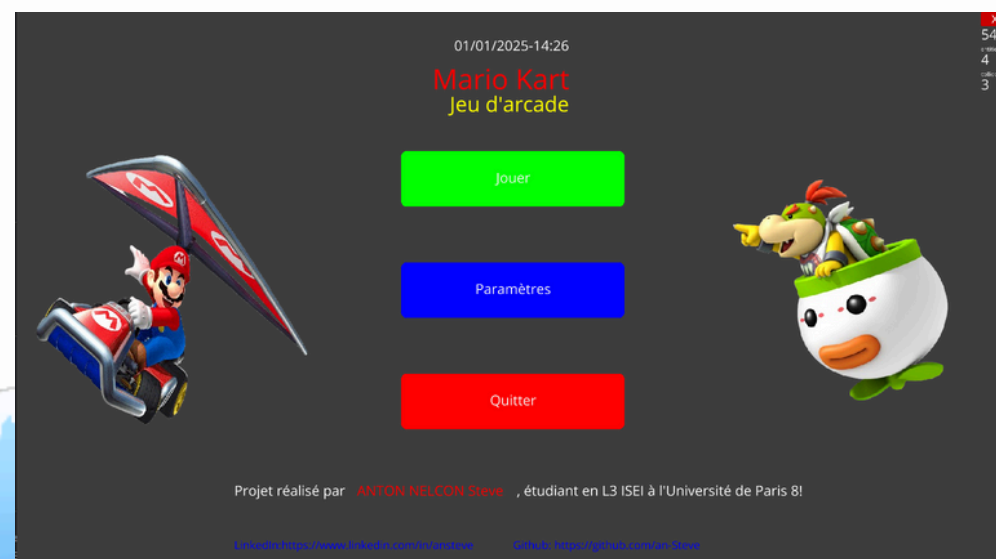 01/01/2025-14:26
X
54
Mario Kart
4
Jeu d'arcade
3
Jouer
Paramètres
Quitter
Projet réalisé par ANTON NELCON Steve , étudiant en L3 ISEI à l'Université de Paris 8!
LinkedIn:https://www.linkedin.com/in/ansteve Github: https://github.com/an-Steve